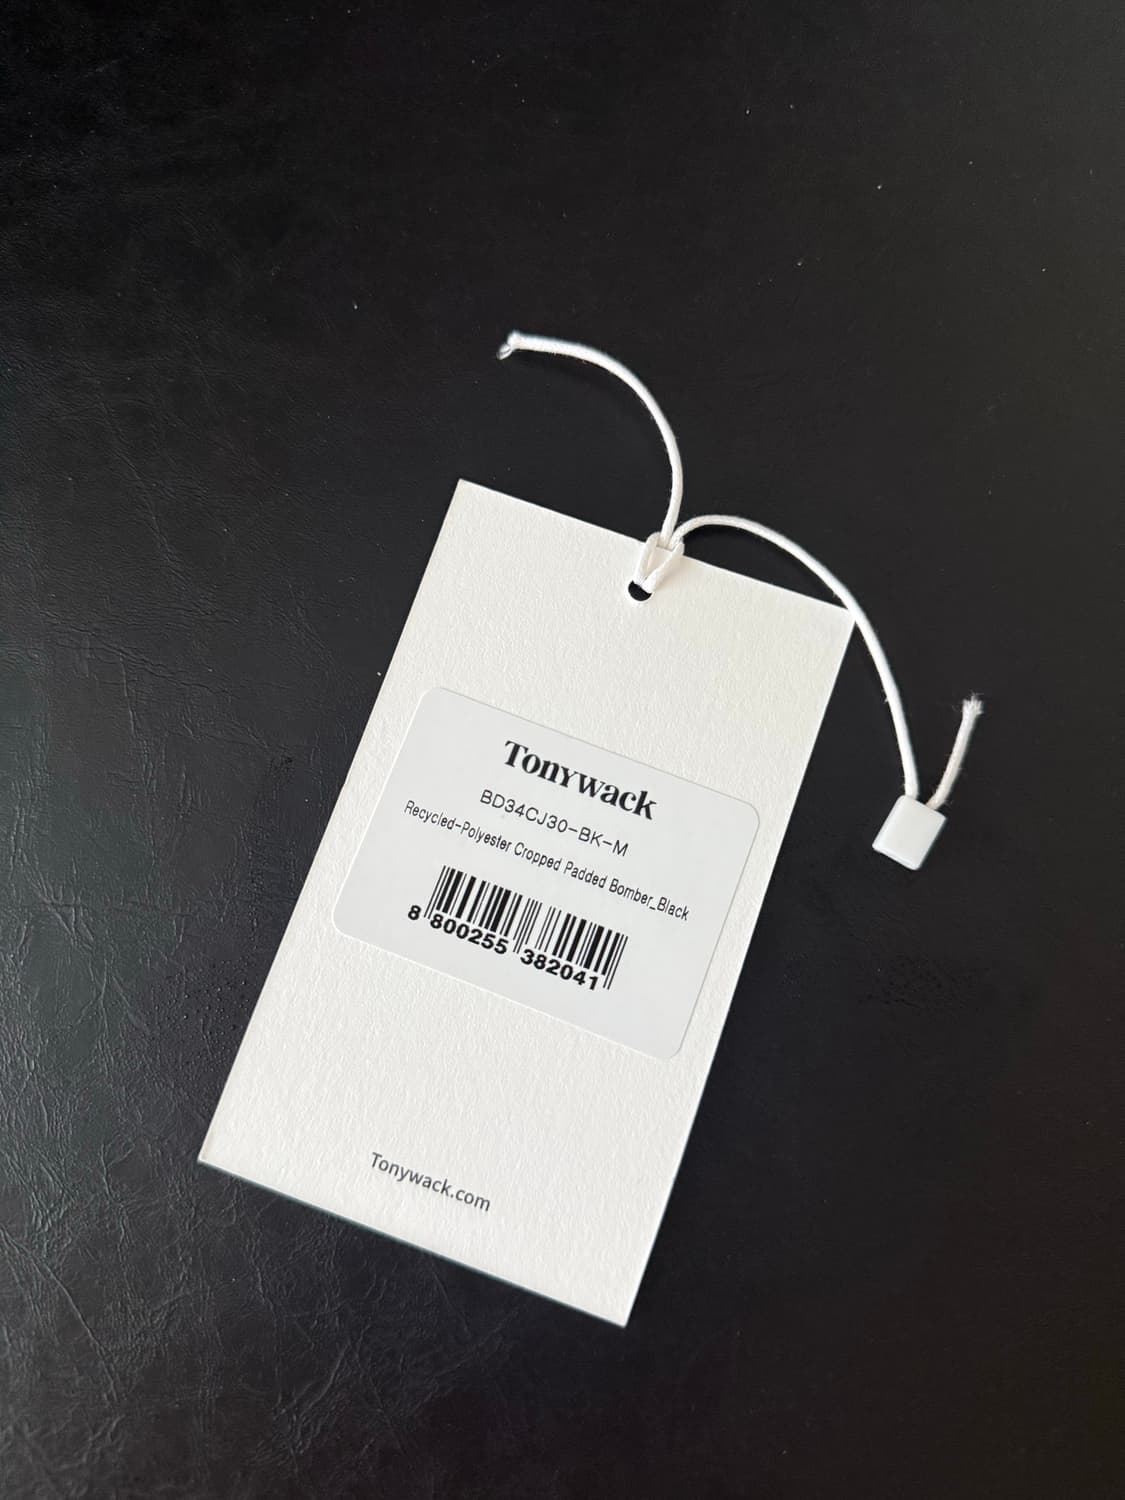 Tonywack
BD34CJ30-BK-M
Recycled-Polyester Cropped Padded Bomber_Black
8 800255 382041
Tonywack.com